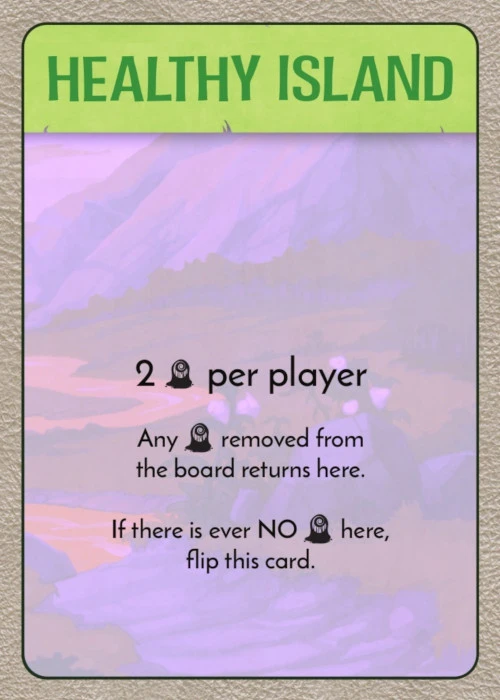 HEALTHY ISLAND
2 per player
Any removed from
the board returns here.
If there is ever NO here,
flip this card.